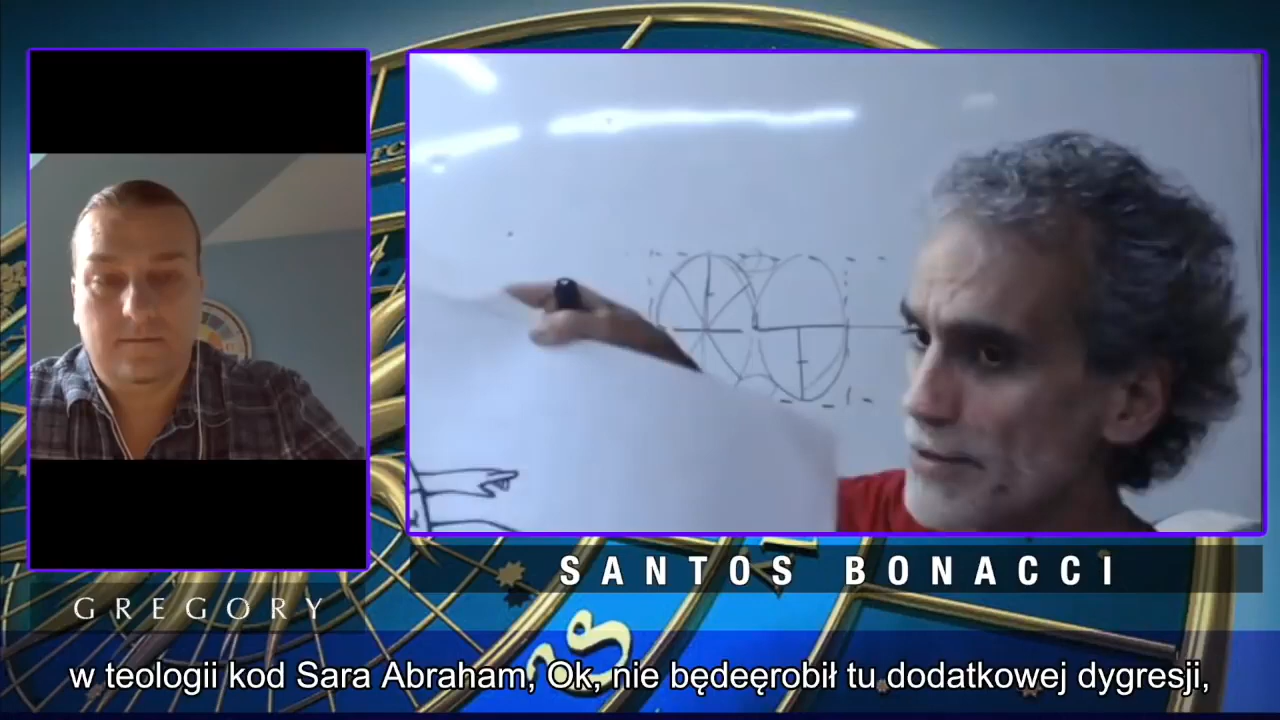 SANTOS BONACCI
GREGORY
w teologii kod Sara Abraham, Ok, nie będeęrobił tu dodatkowej dygresji,